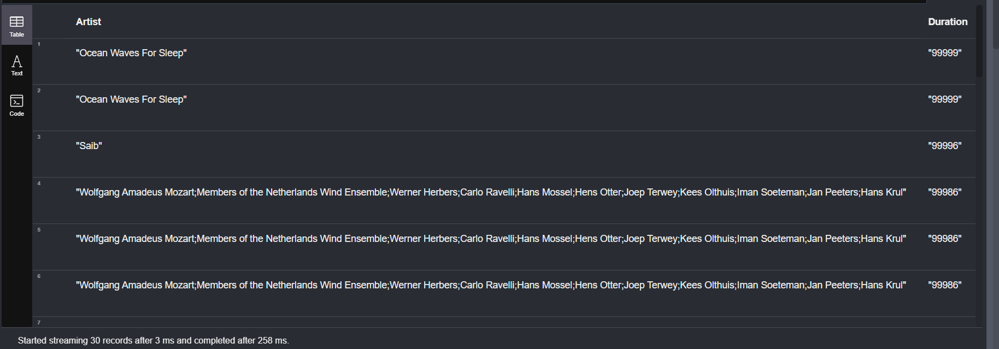 Artist Duration
Table
1
"Ocean Waves For Sleep" "99999"
Text
2
"Ocean Waves For Sleep" "99999"
Code
3
"Saib" "99996"
4
"Wolfgang Amadeus Mozart;Members of the Netherlands Wind Ensemble;Werner Herbers;Carlo Ravelli;Hans Mossel;Hens Otter;Joep Terwey;Kees Olthuis;Iman Soeteman;Jan Peeters;Hans Krul" "99986"
5
"Wolfgang Amadeus Mozart;Members of the Netherlands Wind Ensemble;Werner Herbers;Carlo Ravelli;Hans Mossel;Hens Otter;Joep Terwey;Kees Olthuis;Iman Soeteman;Jan Peeters;Hans Krul" "99986"
6
"Wolfgang Amadeus Mozart;Members of the Netherlands Wind Ensemble;Werner Herbers;Carlo Ravelli;Hans Mossel;Hens Otter;Joep Terwey;Kees Olthuis;Iman Soeteman;Jan Peeters;Hans Krul" "99986"
7
Started streaming 30 records after 3 ms and completed after 258 ms.